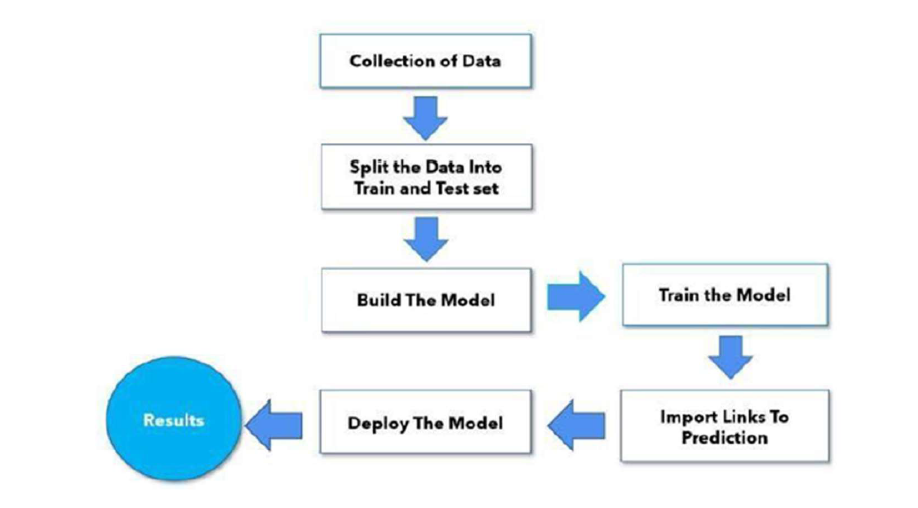 Collection of Data
Split the Data Into
Train and Test set
Build The Model
Train the Model
Import Links To
Prediction
Deploy The Model
Results